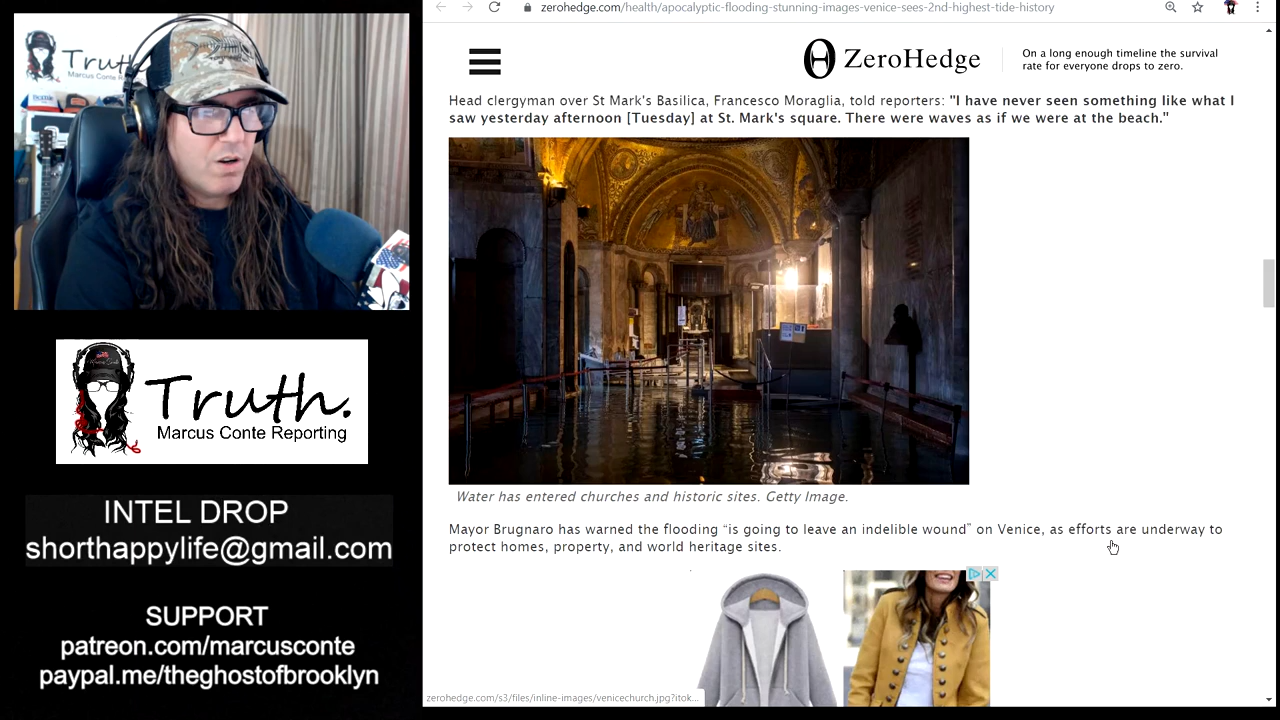 Truth.
Marcus Conte Reporting
Truth.
Marcus Conte Reporting
INTEL DROP
shorthappylife@gmail.com
SUPPORT
patreon.com/marcusconte
paypal.me/theghostofbrooklyn
zerohedge.com/health/apocalyptic-flooding-stunning-images-venice-sees-2nd-highest-tide-history
ZeroHedge
On a long enough timeline the survival
rate for everyone drops to zero.
Head clergyman over St Mark's Basilica, Francesco Moraglia, told reporters: "I have never seen something like what I
saw yesterday afternoon [Tuesday] at St. Mark's square. There were waves as if we were at the beach."
Water has entered churches and historic sites. Getty Image.
Mayor Brugnaro has warned the flooding “is going to leave an indelible wound” on Venice, as efforts are underway to
protect homes, property, and world heritage sites.
zerohedge.com/s3/files/inline-images/venicechurch.jpg?itok...